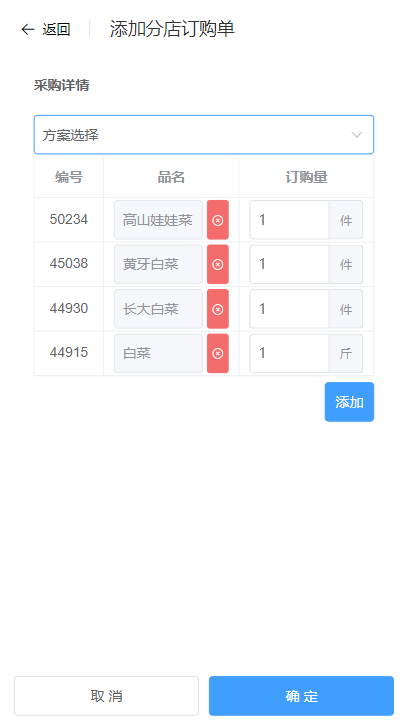 返回 添加分店订购单
采购详情
方案选择
编号 品名 订购量
50234 高山娃娃菜 1 件
45038 黄牙白菜 1 件
44930 长大白菜 1 件
44915 白菜 1 斤
添加
取 消 确 定